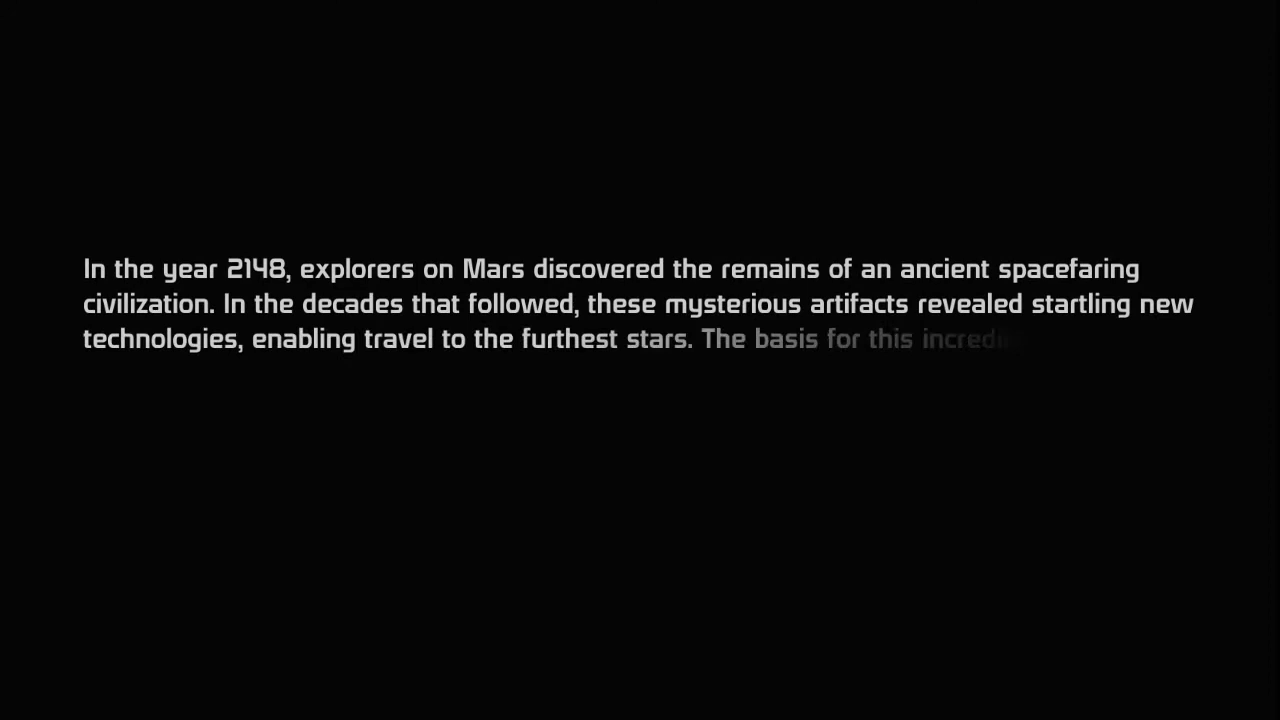 In the year 2148, explorers on Mars discovered the remains of an ancient spacefaring
civilization. In the decades that followed, these mysterious artifacts revealed startling new
technologies, enabling travel to the furthest stars. The basis for this